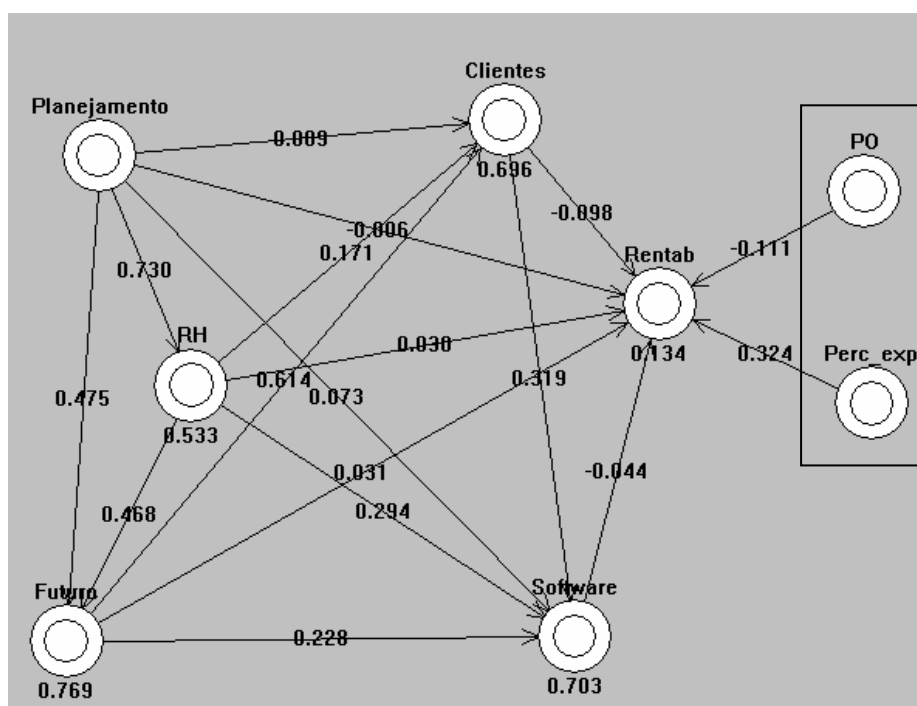 Clientes
Planejamento
0.089
PO
0.696
-0.006
-0.098
0.171
-0.111
Rentab
0.730
RH
0.038
0.134
0.324
Perc_exp
0.614
0.319
0.475
0.073
0.533
0.031
-0.044
0.468
0.294
Futuro
Software
0.228
0.769
0.703